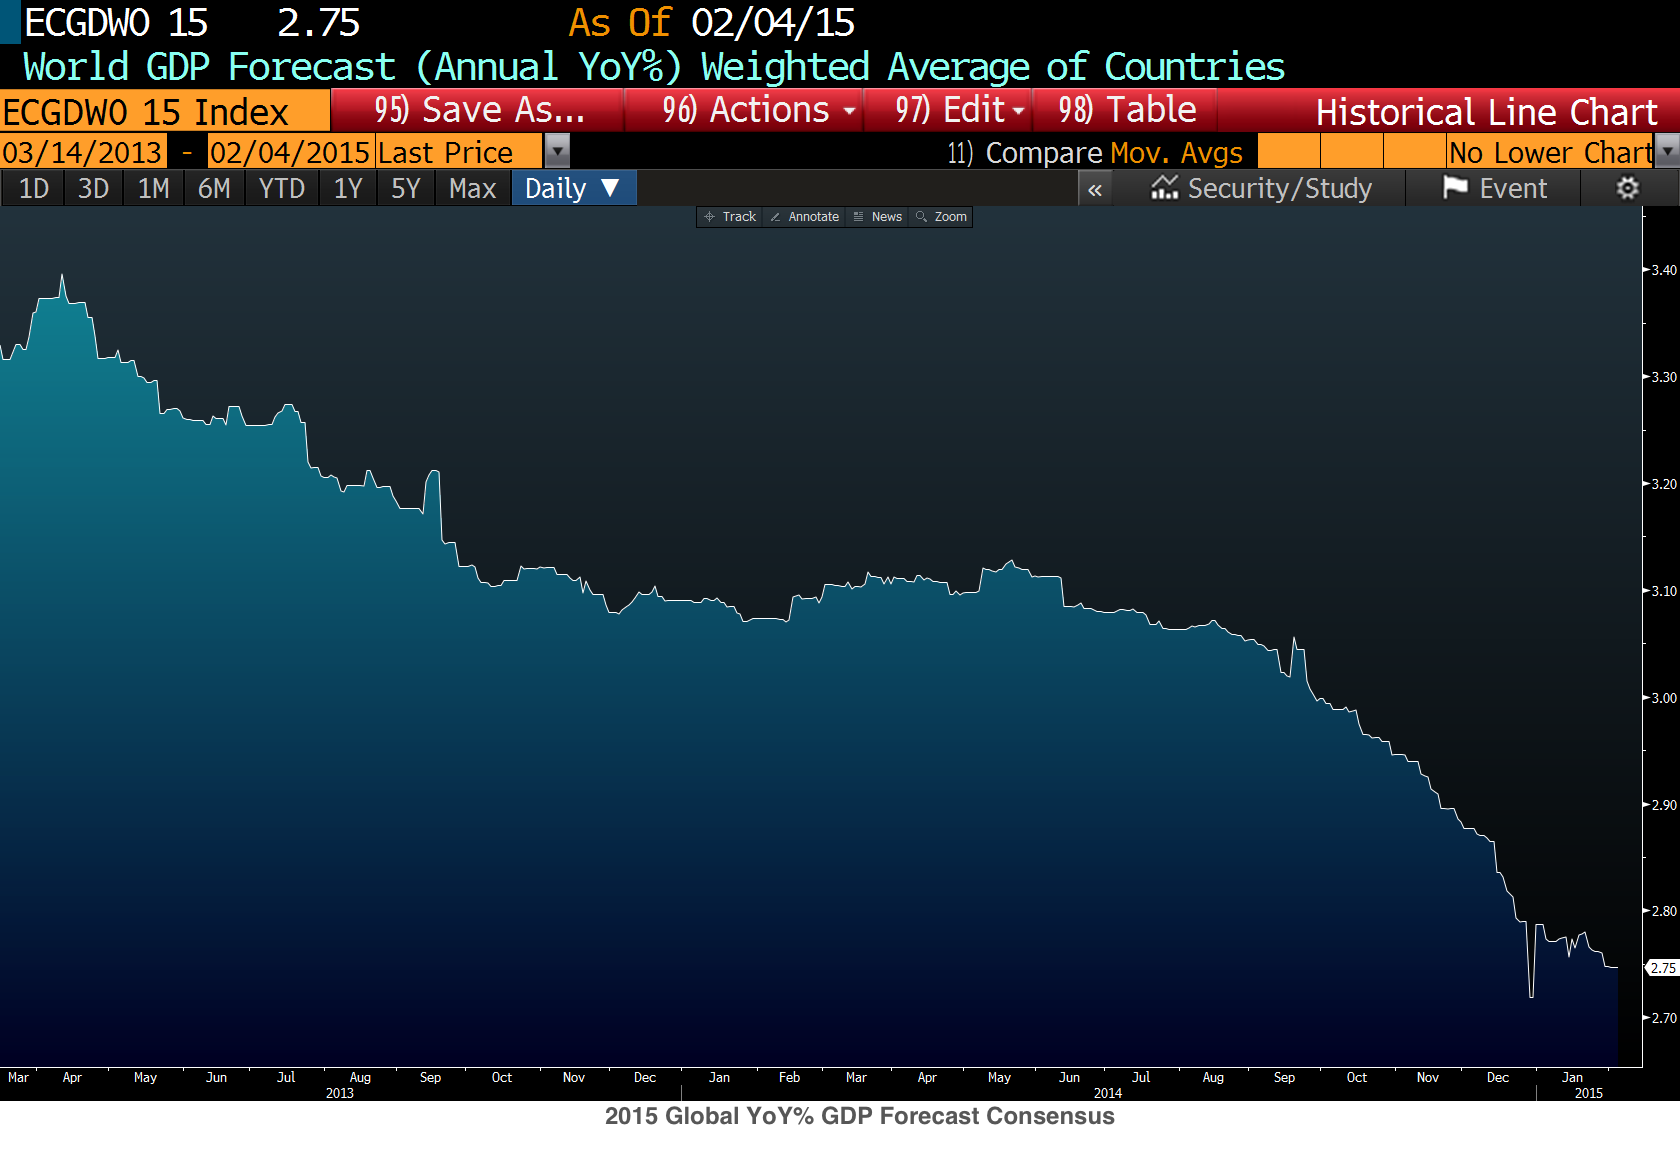 ECGDWO 15 2.75 As Of 02/04/15
World GDP Forecast (Annual YoY%) Weighted Average of Countries
ECGDWO 15 Index 95) Save As... 96) Actions 97) Edit 98) Table Historical Line Chart
03/14/2013 - 02/04/2015 Last Price 11) Compare Mov. Avgs No Lower Chart
1D 3D 1M 6M YTD 1Y 5Y Max Daily ▼ « Security/Study Event
Track Annotate News Zoom
3.40
3.30
3.20
3.10
3.00
2.90
2.80
2.75
2.70
Mar Apr May Jun Jul Aug Sep Oct Nov Dec Jan Feb Mar Apr May Jun Jul Aug Sep Oct Nov Dec Jan
2013 2014 2015
2015 Global YoY% GDP Forecast Consensus